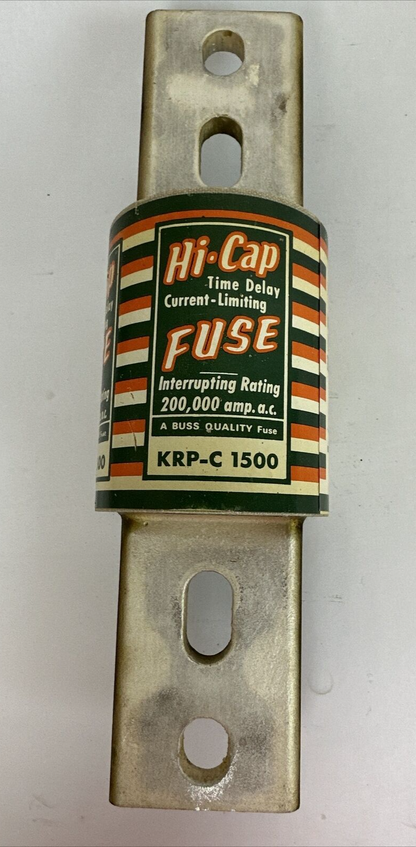 Hi-Cap
Time Delay
Current-Limiting
FUSE
Interrupting Rating
200,000 amp. a.c.
A BUSS QUALITY Fuse
KRP-C 1500